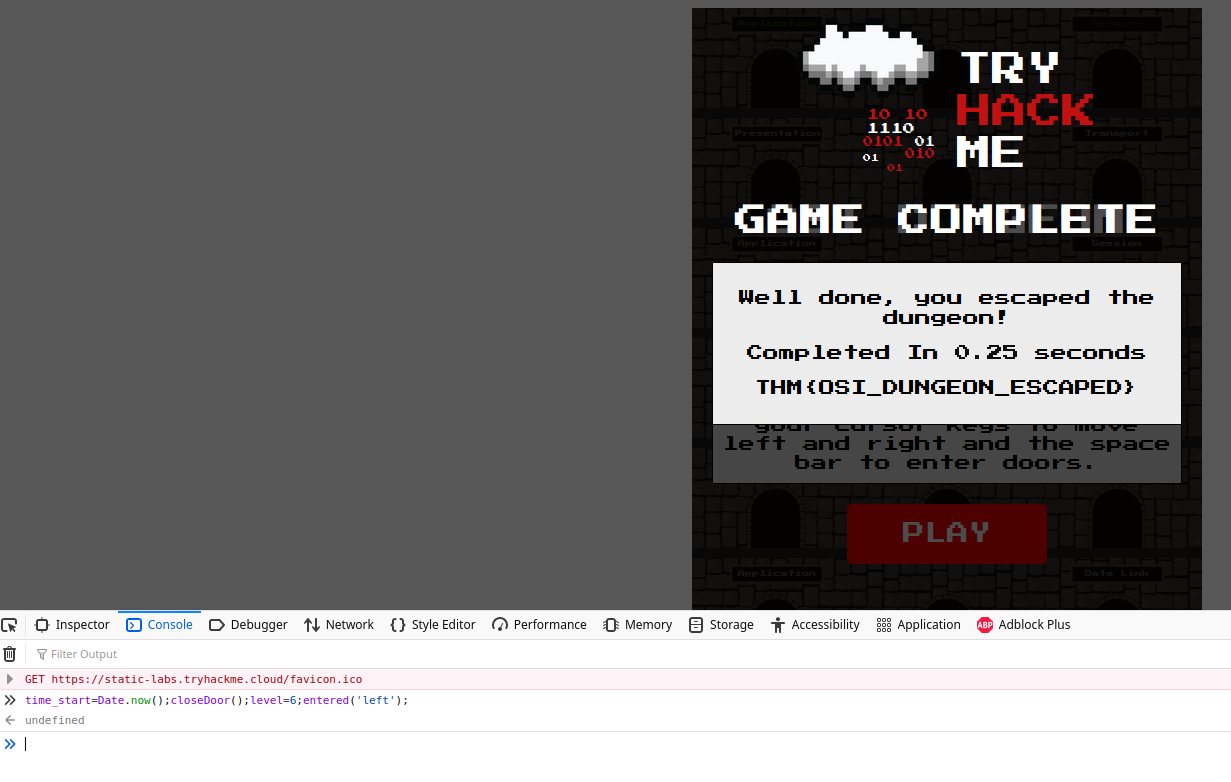 Application
TRY
HACK
ME
10 10
1110
0101 01
01 010
01
Presentation
Transport
GAME COMPLETE
Application
Session
Well done, you escaped the
dungeon!
Completed In 0.25 seconds
THM{OSI_DUNGEON_ESCAPED}
your cursor keys to move
left and right and the space
bar to enter doors.
PLAY
Application
Data Link
Inspector Console Debugger Network Style Editor Performance Memory Storage Accessibility Application ABP Adblock Plus
Filter Output
GET https://static-labs.tryhackme.cloud/favicon.ico
time_start=Date.now();closeDoor();level=6;entered('left');
undefined